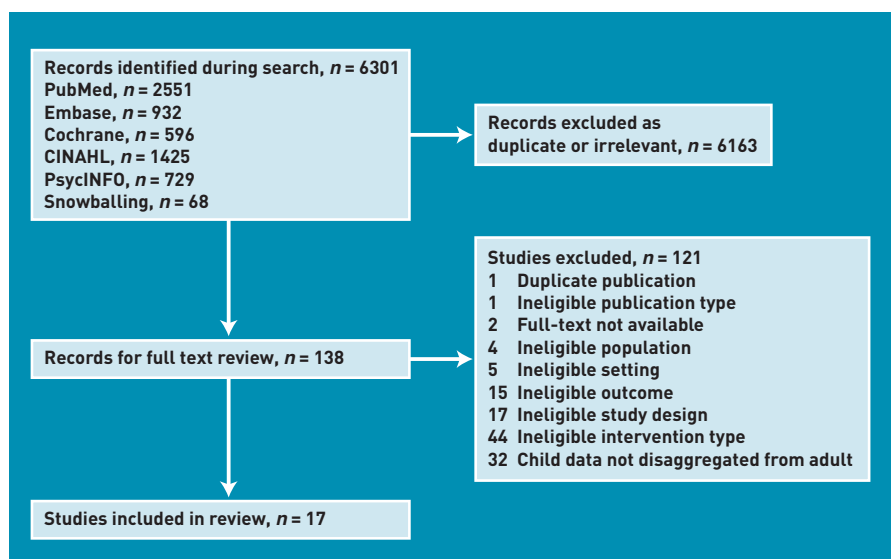 Records identified during search, n = 6301
PubMed, n = 2551
Embase, n = 932
Cochrane, n = 596
CINAHL, n = 1425
PsycINFO, n = 729
Snowballing, n = 68
Records excluded as
duplicate or irrelevant, n = 6163
Records for full text review, n = 138
Studies excluded, n = 121
1 Duplicate publication
1 Ineligible publication type
2 Full-text not available
4 Ineligible population
5 Ineligible setting
15 Ineligible outcome
17 Ineligible study design
44 Ineligible intervention type
32 Child data not disaggregated from adult
Studies included in review, n = 17